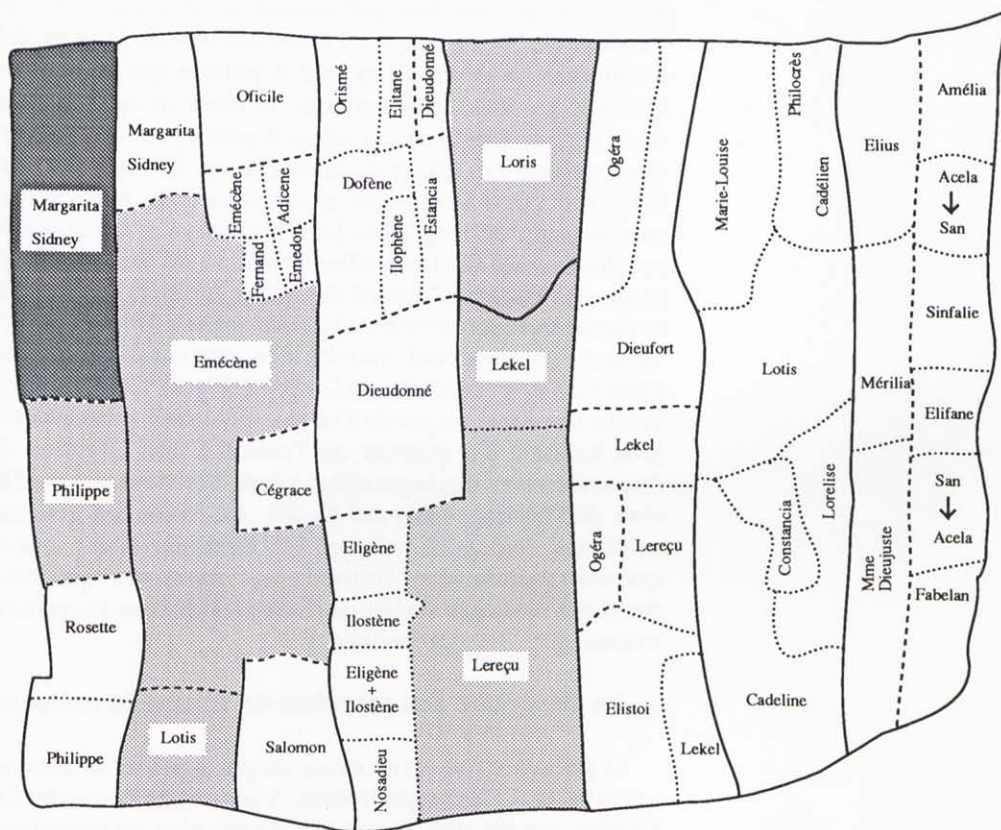 Margarita
Sidney
Margarita
Sidney
Oficile
Orismé
Elitane
Dieudonné
Loris
Ogéra
Marie-Louise
Philocrès
Cadélien
Elius
Amélia
Acela
San
Emécène
Adicene
Fernand
Emedon
Dofène
Ilophène
Estancia
Sinfalie
Emécène
Dieudonné
Lekel
Dieufort
Lotis
Mérilia
Elifane
Philippe
Cégrace
Lekel
Lorelise
San
Acela
Eligène
Ogéra
Lereçu
Constancia
Mme
Dieujuste
Fabelan
Rosette
Ilostène
Lereçu
Eligène
+
Ilostène
Elistoi
Cadeline
Philippe
Lotis
Salomon
Nosadieu
Lekel